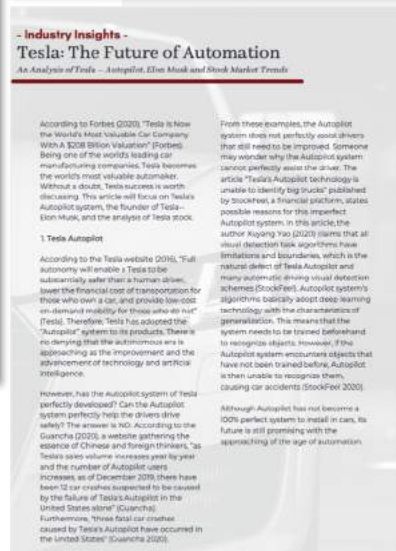 - Industry Insights -
Tesla: The Future of Automation
An Analysis of Tesla – Autopilot, Elon Musk and Stock Market Trends
According to Forbes (2020), "Tesla Is Now
the World's Most Valuable Car Company
With A $208 Billion Valuation" (Forbes).
Being one of the world's leading car
manufacturing companies, Tesla becomes
the world's most valuable automaker.
Without a doubt, Tesla success is worth
discussing. This article will focus on Tesla's
Autopilot system, the founder of Tesla—
Elon Musk, and the analysis of Tesla stock.
1. Tesla Autopilot
According to the Tesla website (2016), "Full
autonomy will enable a Tesla to be
substantially safer than a human driver,
lower the financial cost of transportation for
those who own a car, and provide low-cost
on-demand mobility for those who do not"
(Tesla). Therefore, Tesla has adopted the
"Autopilot" system to its products. There is
no denying that the autonomous era is
approaching as the improvement and the
advancement of technology and artificial
intelligence.
However, has the Autopilot system of Tesla
perfectly developed? Can the Autopilot
system perfectly help the drivers drive
safely? The answer is NO. According to the
Guancha (2020), a website gathering the
essence of Chinese and foreign thinkers, "as
Tesla's sales volume increases year by year
and the number of Autopilot users
increases, as of December 2019, there have
been 12 car crashes suspected to be caused
by the failure of Tesla's Autopilot in the
United States alone" (Guancha).
Furthermore, "three fatal car crashes
caused by Tesla's Autopilot have occurred in
the United States" (Guancha 2020).
From these examples, the Autopilot
system does not perfectly assist drivers
that still need to be improved. Someone
may wonder why the Autopilot system
cannot perfectly assist the driver. The
article "Tesla's Autopilot technology is
unable to identify big trucks" published
by StockFeel, a financial platform, states
possible reasons for this imperfect
Autopilot system. In this article, the
author Xuyang Yao (2020) claims that all
visual detection task algorithms have
limitations and boundaries, which is the
natural defect of Tesla Autopilot and
many automatic driving visual detection
schemes (StockFeel). Autopilot system's
algorithms basically adopt deep learning
technology with the characteristics of
generalization. This means that the
system needs to be trained beforehand
to recognize objects. However, if the
Autopilot system encounters objects that
have not been trained before, Autopilot
is then unable to recognize them,
causing car accidents (StockFeel 2020).
Although Autopilot has not become a
100% perfect system to install in cars, its
future is still promising with the
approaching of the age of automation.